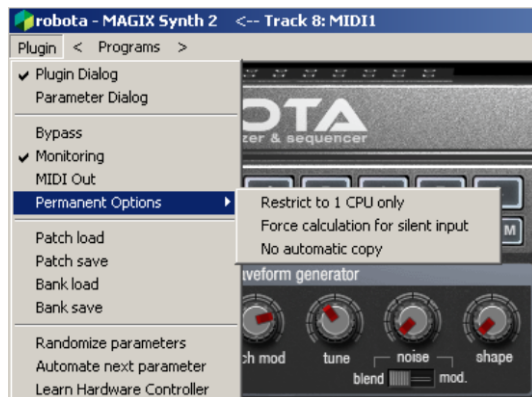 robota - MAGIX Synth 2 <-- Track 8: MIDI1
Plugin < Programs >
Plugin Dialog
Parameter Dialog
Bypass
Monitoring
MIDI Out
Permanent Options
Restrict to 1 CPU only
Force calculation for silent input
No automatic copy
Patch load
Patch save
Bank load
Bank save
Randomize parameters
Automate next parameter
Learn Hardware Controller
OTA
zer & sequencer
M
veform generator
ch mod tune noise shape
blend mod.